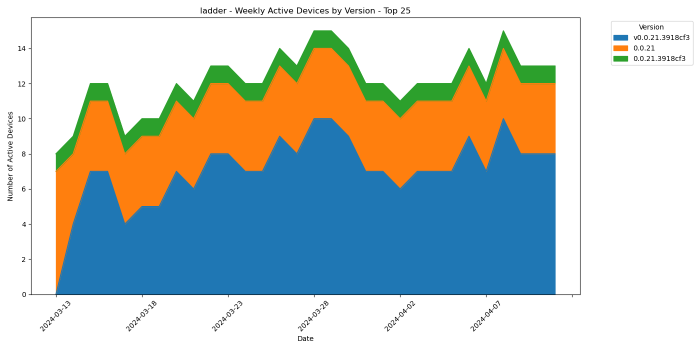 ladder - Weekly Active Devices by Version - Top 25
Version
v0.0.21.3918cf3
0.0.21
0.0.21.3918cf3
Number of Active Devices
14
12
10
8
6
4
2
0
2024-03-13
2024-03-18
2024-03-23
2024-03-28
2024-04-02
2024-04-07
Date